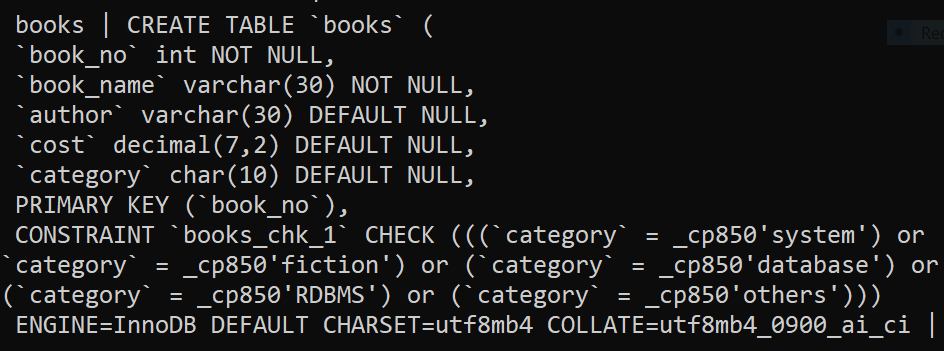 books | CREATE TABLE `books` (
`book_no` int NOT NULL,
`book_name` varchar(30) NOT NULL,
`author` varchar(30) DEFAULT NULL,
`cost` decimal(7,2) DEFAULT NULL,
`category` char(10) DEFAULT NULL,
PRIMARY KEY (`book_no`),
CONSTRAINT `books_chk_1` CHECK (((`category` = _cp850'system') or
`category` = _cp850'fiction') or (`category` = _cp850'database') or
(`category` = _cp850'RDBMS') or (`category` = _cp850'others')))
ENGINE=InnoDB DEFAULT CHARSET=utf8mb4 COLLATE=utf8mb4_0900_ai_ci |